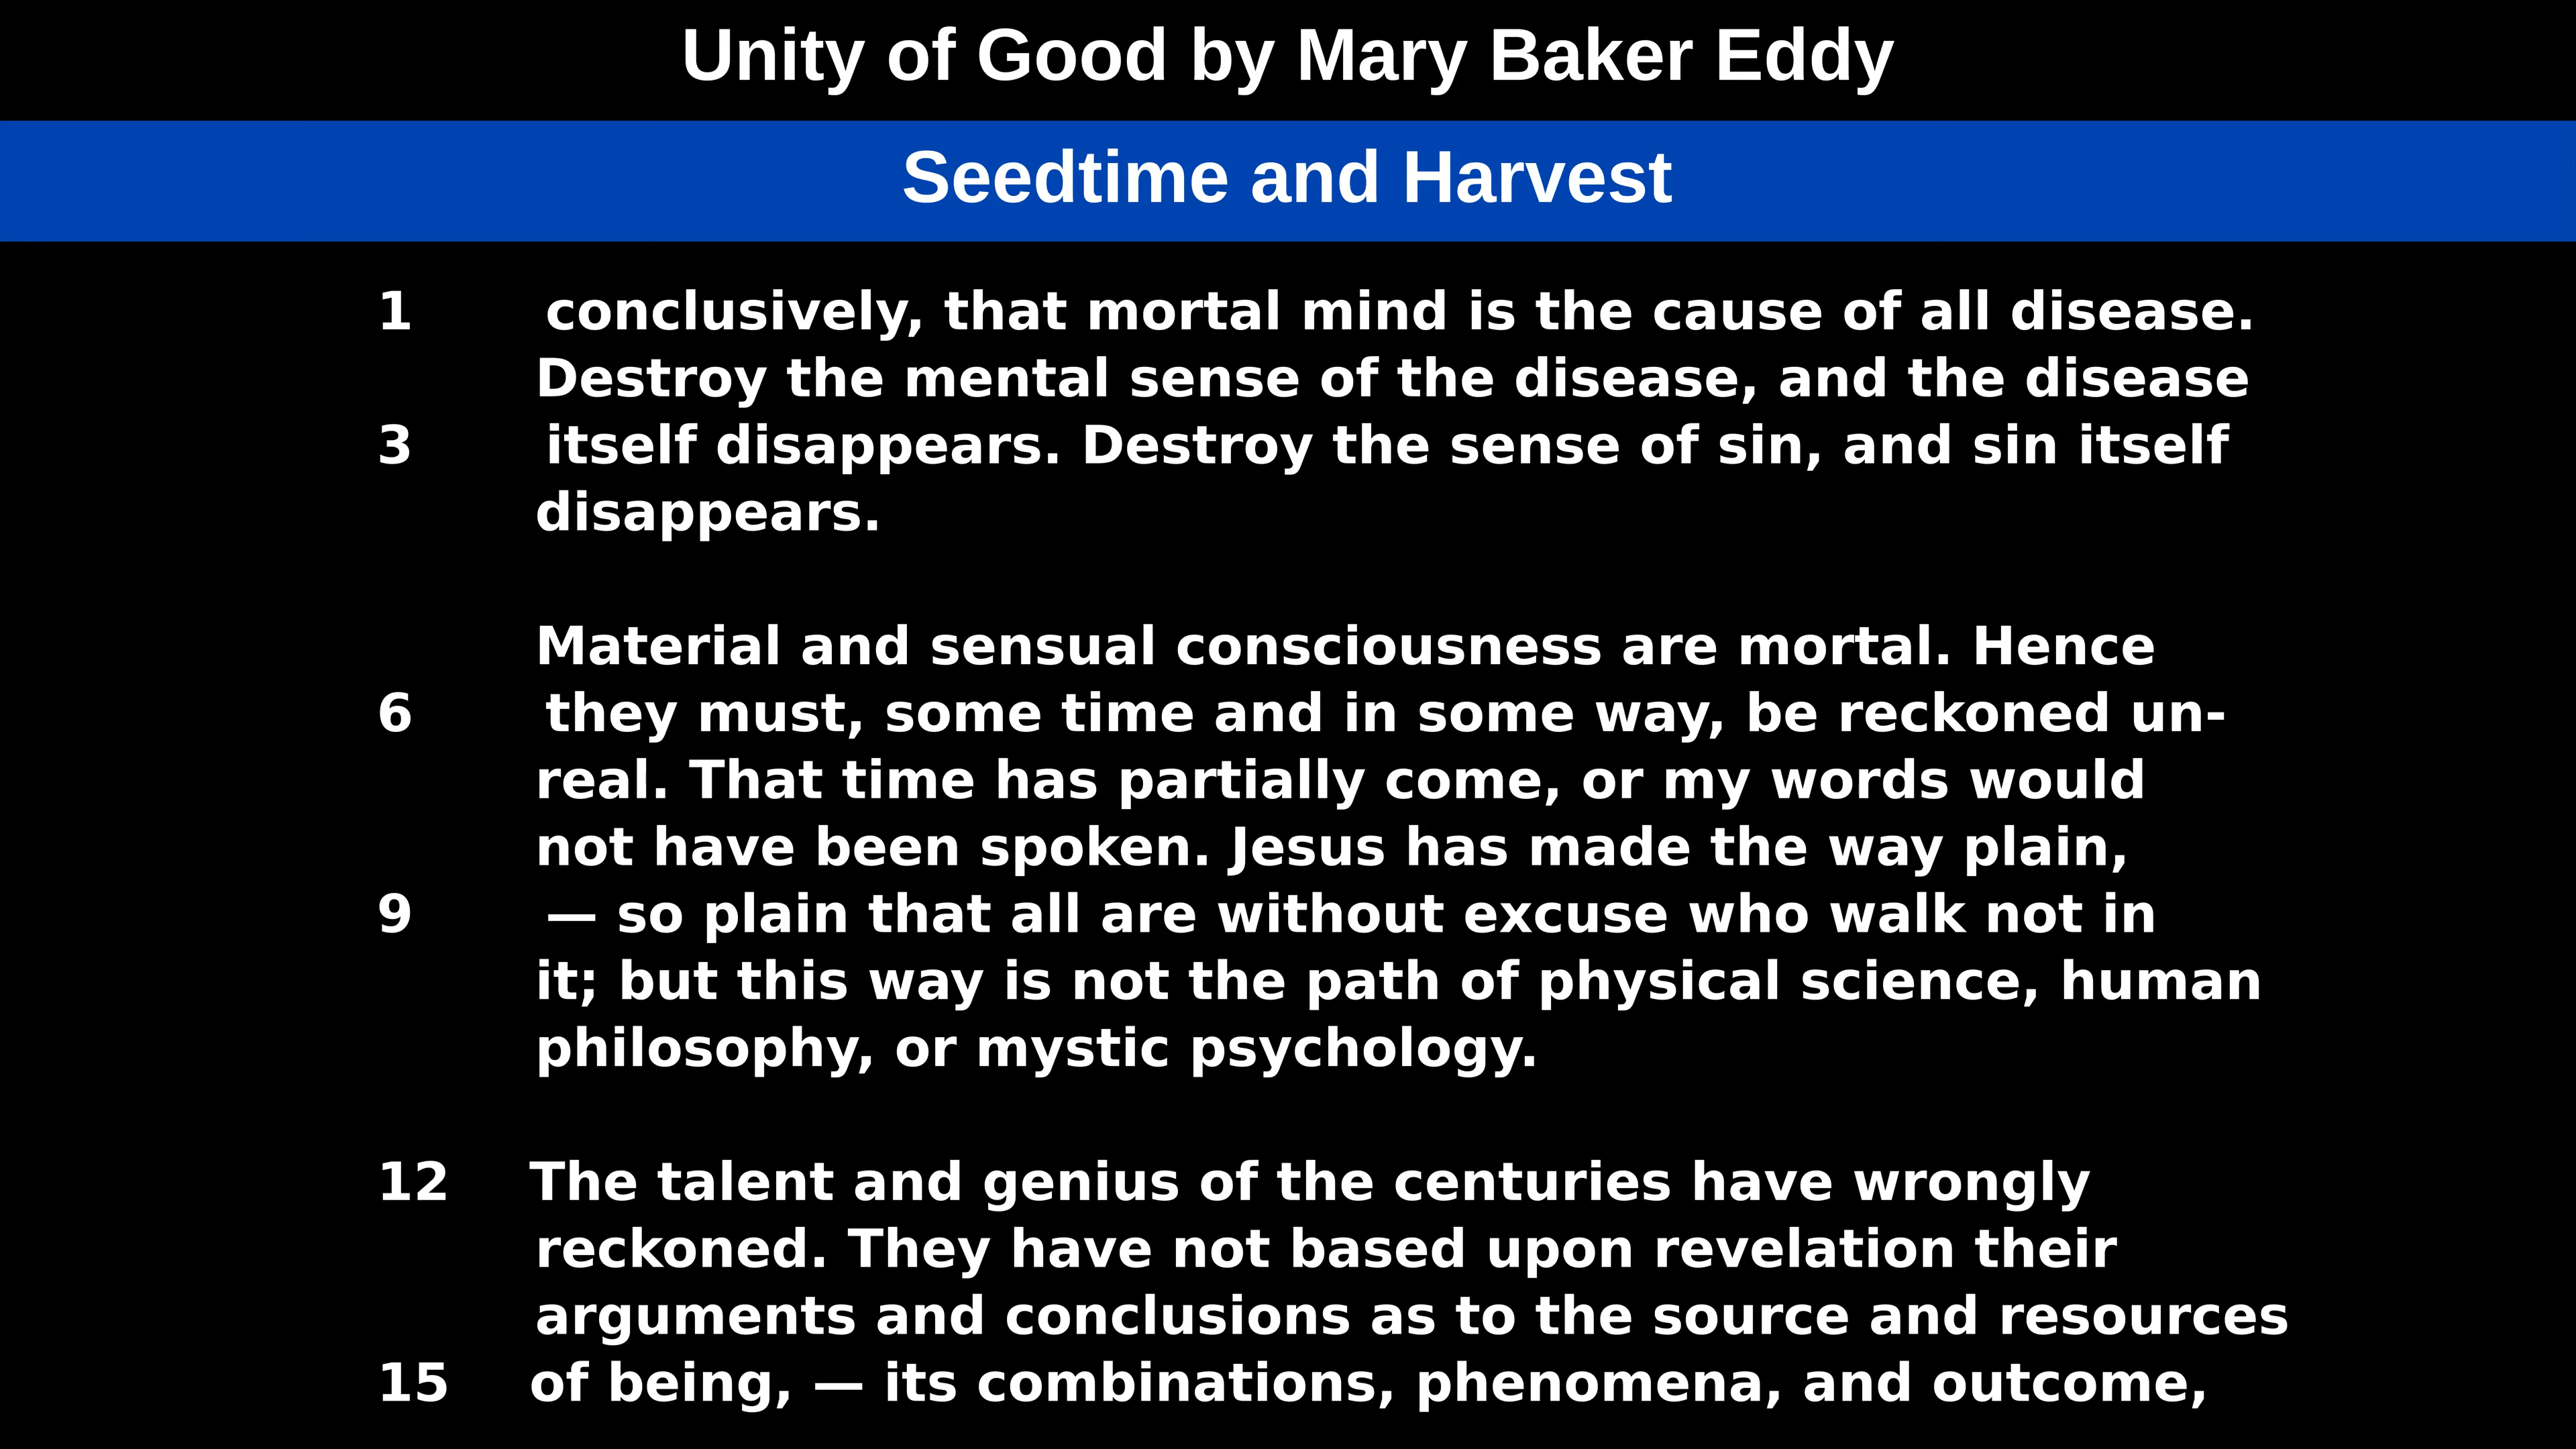 Unity of Good by Mary Baker Eddy
Seedtime and Harvest
1 conclusively, that mortal mind is the cause of all disease.
Destroy the mental sense of the disease, and the disease
3 itself disappears. Destroy the sense of sin, and sin itself
disappears.
Material and sensual consciousness are mortal. Hence
6 they must, some time and in some way, be reckoned un-
real. That time has partially come, or my words would
not have been spoken. Jesus has made the way plain,
9 — so plain that all are without excuse who walk not in
it; but this way is not the path of physical science, human
philosophy, or mystic psychology.
12 The talent and genius of the centuries have wrongly
reckoned. They have not based upon revelation their
arguments and conclusions as to the source and resources
15 of being, — its combinations, phenomena, and outcome,